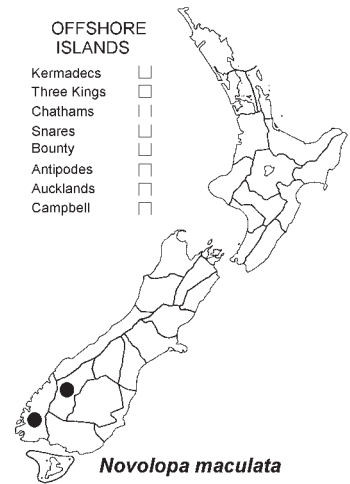 OFFSHORE
ISLANDS
Kermadecs
Three Kings
Chathams
Snares
Bounty
Antipodes
Aucklands
Campbell
Novolopa maculata